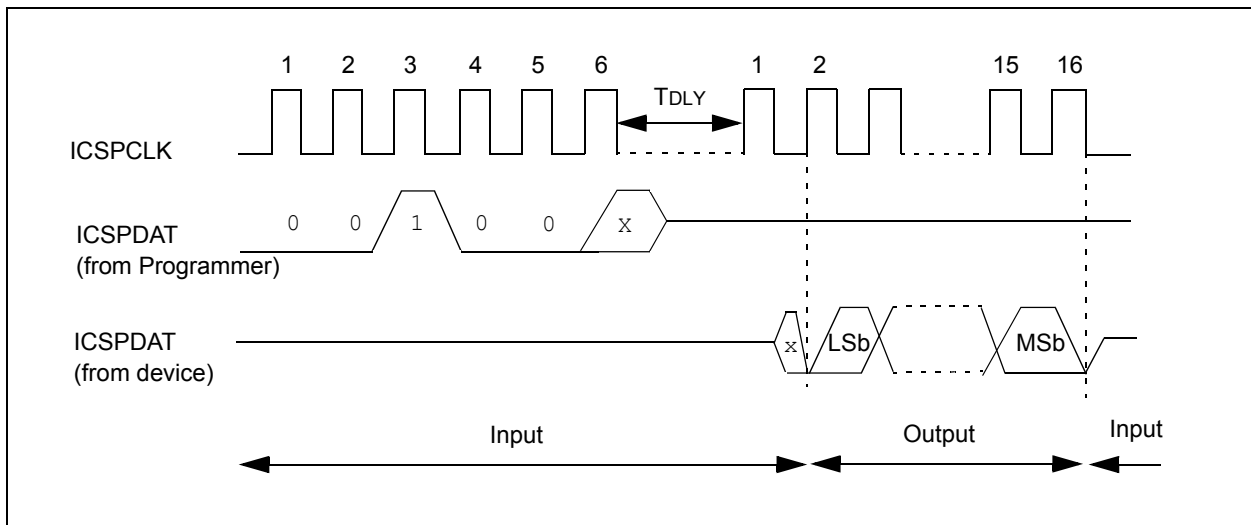 1 2 3 4 5 6 1 2 15 16
TDLY
ICSPCLK
0 0 1 0 0 x
ICSPDAT
(from Programmer)
ICSPDAT
(from device)
x LSb MSb
Input Output Input